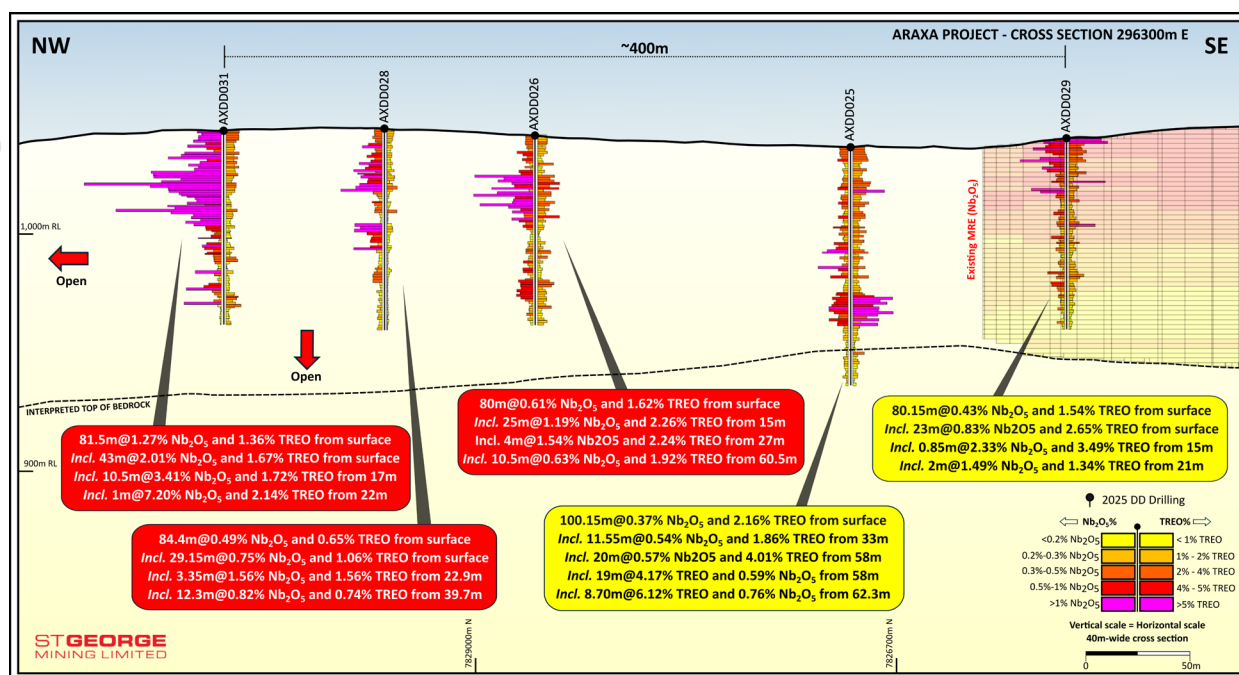 NW
ARAXA PROJECT - CROSS SECTION 296300m E
SE
~400m
AXDD031
AXDD028
AXDD026
AXDD025
AXDD029
Existing MRE (Nb₂O₅)
1,000m RL
Open
Open
INTERPRETED TOP OF BEDROCK
900m RL
81.5m@1.27% Nb₂O₅ and 1.36% TREO from surface
Incl. 43m@2.01% Nb₂O₅ and 1.67% TREO from surface
Incl. 10.5m@3.41% Nb₂O₅ and 1.72% TREO from 17m
Incl. 1m@7.20% Nb₂O₅ and 2.14% TREO from 22m
84.4m@0.49% Nb₂O₅ and 0.65% TREO from surface
Incl. 29.15m@0.75% Nb₂O₅ and 1.06% TREO from surface
Incl. 3.35m@1.56% Nb₂O₅ and 1.56% TREO from 22.9m
Incl. 12.3m@0.82% Nb₂O₅ and 0.74% TREO from 39.7m
80m@0.61% Nb₂O₅ and 1.62% TREO from surface
Incl. 25m@1.19% Nb₂O₅ and 2.26% TREO from 15m
Incl. 4m@1.54% Nb2O5 and 2.24% TREO from 27m
Incl. 10.5m@0.63% Nb₂O₅ and 1.92% TREO from 60.5m
100.15m@0.37% Nb₂O₅ and 2.16% TREO from surface
Incl. 11.55m@0.54% Nb₂O₅ and 1.86% TREO from 33m
Incl. 20m@0.57% Nb2O5 and 4.01% TREO from 58m
Incl. 19m@4.17% TREO and 0.59% Nb₂O₅ from 58m
Incl. 8.70m@6.12% TREO and 0.76% Nb₂O₅ from 62.3m
80.15m@0.43% Nb₂O₅ and 1.54% TREO from surface
Incl. 23m@0.83% Nb2O5 and 2.65% TREO from surface
Incl. 0.85m@2.33% Nb₂O₅ and 3.49% TREO from 15m
Incl. 2m@1.49% Nb₂O₅ and 1.34% TREO from 21m
2025 DD Drilling
Nb₂O₅% TREO%
<0.2% Nb₂O₅ < 1% TREO
0.2%-0.3% Nb₂O₅ 1% - 2% TREO
0.3%-0.5% Nb₂O₅ 2% - 4% TREO
0.5%-1% Nb₂O₅ 4% - 5% TREO
>1% Nb₂O₅ >5% TREO
Vertical scale = Horizontal scale
40m-wide cross section
0 50m
7829000m N
7826700m N
ST GEORGE
MINING LIMITED